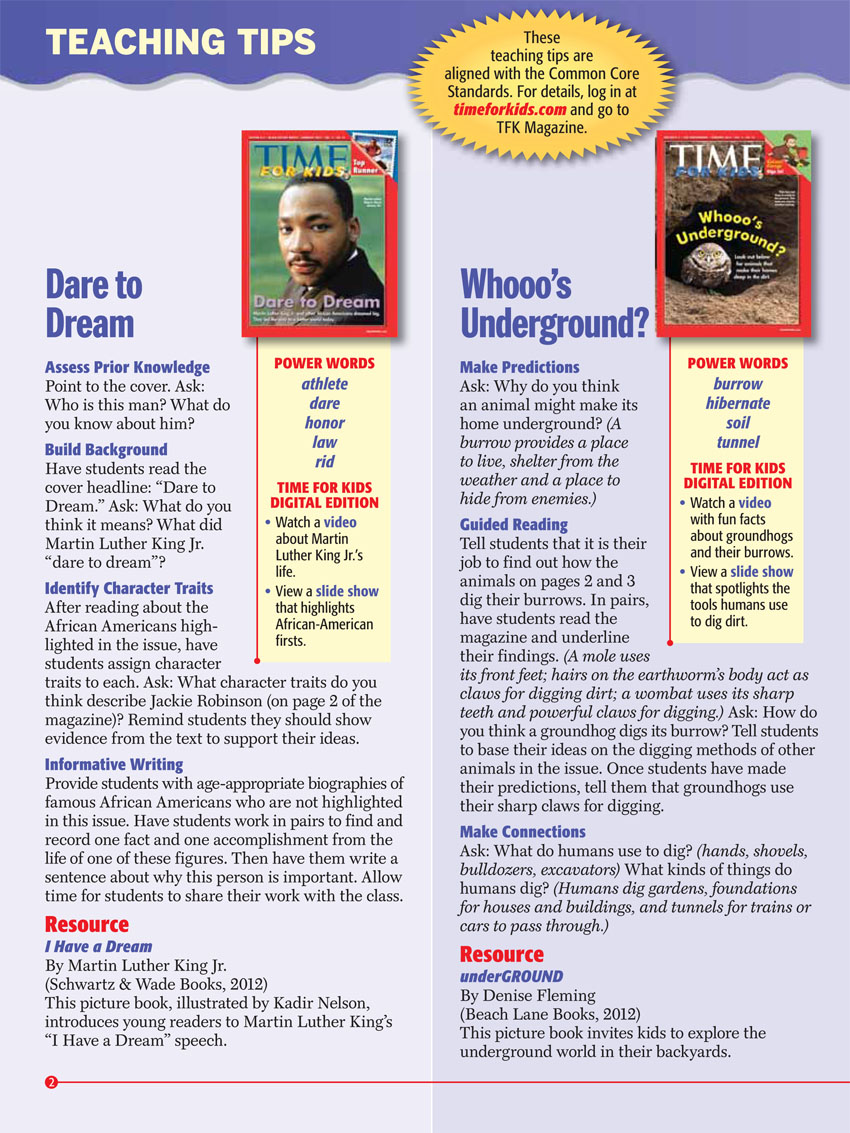 TEACHING TIPS
These
teaching tips are
aligned with the Common Core
Standards. For details, log in at
timeforkids.com and go to
TFK Magazine.
TIME
FOR KIDS
Top
Runner
Dare to Dream
Dare to
Dream
Assess Prior Knowledge
Point to the cover. Ask:
Who is this man? What do
you know about him?
Build Background
Have students read the
cover headline: “Dare to
Dream.” Ask: What do you
think it means? What did
Martin Luther King Jr.
“dare to dream”?
Identify Character Traits
After reading about the
African Americans high-
lighted in the issue, have
students assign character
traits to each. Ask: What character traits do you
think describe Jackie Robinson (on page 2 of the
magazine)? Remind students they should show
evidence from the text to support their ideas.
Informative Writing
Provide students with age-appropriate biographies of
famous African Americans who are not highlighted
in this issue. Have students work in pairs to find and
record one fact and one accomplishment from the
life of one of these figures. Then have them write a
sentence about why this person is important. Allow
time for students to share their work with the class.
Resource
I Have a Dream
By Martin Luther King Jr.
(Schwartz & Wade Books, 2012)
This picture book, illustrated by Kadir Nelson,
introduces young readers to Martin Luther King’s
“I Have a Dream” speech.
POWER WORDS
athlete
dare
honor
law
rid
TIME FOR KIDS
DIGITAL EDITION
• Watch a video
about Martin
Luther King Jr.’s
life.
• View a slide show
that highlights
African-American
firsts.
TIME
FOR KIDS
Whooo’s
Underground?
Look out below
for animals that
make their homes
deep in the dirt
Whooo’s
Underground?
Make Predictions
Ask: Why do you think
an animal might make its
home underground? (A
burrow provides a place
to live, shelter from the
weather and a place to
hide from enemies.)
Guided Reading
Tell students that it is their
job to find out how the
animals on pages 2 and 3
dig their burrows. In pairs,
have students read the
magazine and underline
their findings. (A mole uses
its front feet; hairs on the earthworm’s body act as
claws for digging dirt; a wombat uses its sharp
teeth and powerful claws for digging.) Ask: How do
you think a groundhog digs its burrow? Tell students
to base their ideas on the digging methods of other
animals in the issue. Once students have made
their predictions, tell them that groundhogs use
their sharp claws for digging.
Make Connections
Ask: What do humans use to dig? (hands, shovels,
bulldozers, excavators) What kinds of things do
humans dig? (Humans dig gardens, foundations
for houses and buildings, and tunnels for trains or
cars to pass through.)
Resource
underGROUND
By Denise Fleming
(Beach Lane Books, 2012)
This picture book invites kids to explore the
underground world in their backyards.
POWER WORDS
burrow
hibernate
soil
tunnel
TIME FOR KIDS
DIGITAL EDITION
• Watch a video
with fun facts
about groundhogs
and their burrows.
• View a slide show
that spotlights the
tools humans use
to dig dirt.
2